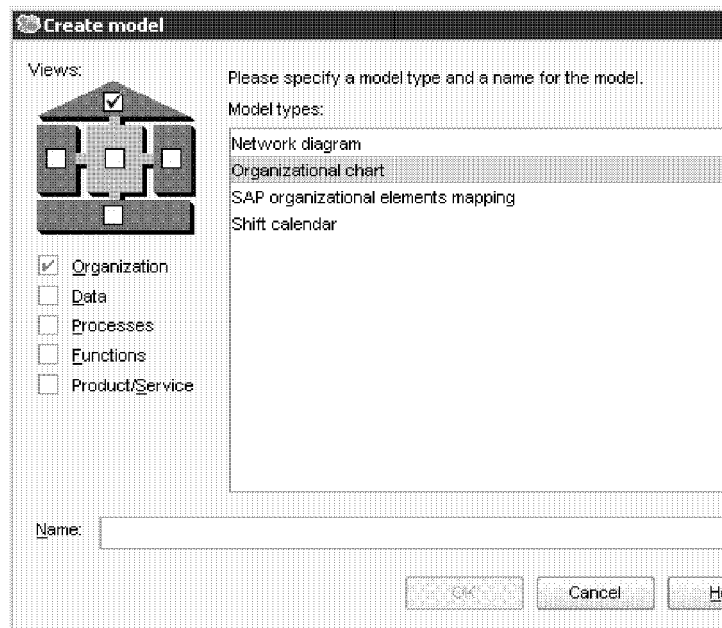 Create model
Views:
Please specify a model type and a name for the model.
Model types:
Network diagram
Organizational chart
SAP organizational elements mapping
Shift calendar
Organization
Data
Processes
Functions
Product/Service
Name:
OK Cancel